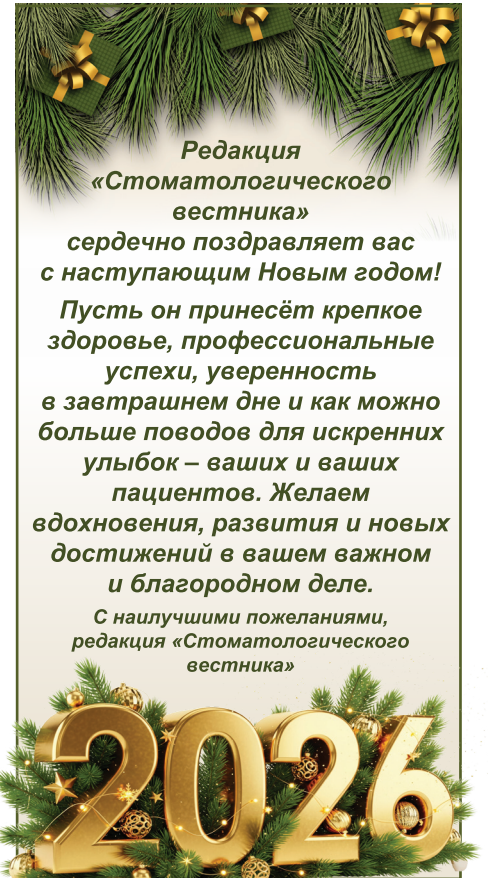 Редакция
«Стоматологического
вестника»
сердечно поздравляет вас
с наступающим Новым годом!
Пусть он принесёт крепкое
здоровье, профессиональные
успехи, уверенность
в завтрашнем дне и как можно
больше поводов для искренних
улыбок – ваших и ваших
пациентов. Желаем
вдохновения, развития и новых
достижений в вашем важном
и благородном деле.
С наилучшими пожеланиями,
редакция «Стоматологического
вестника»
2026